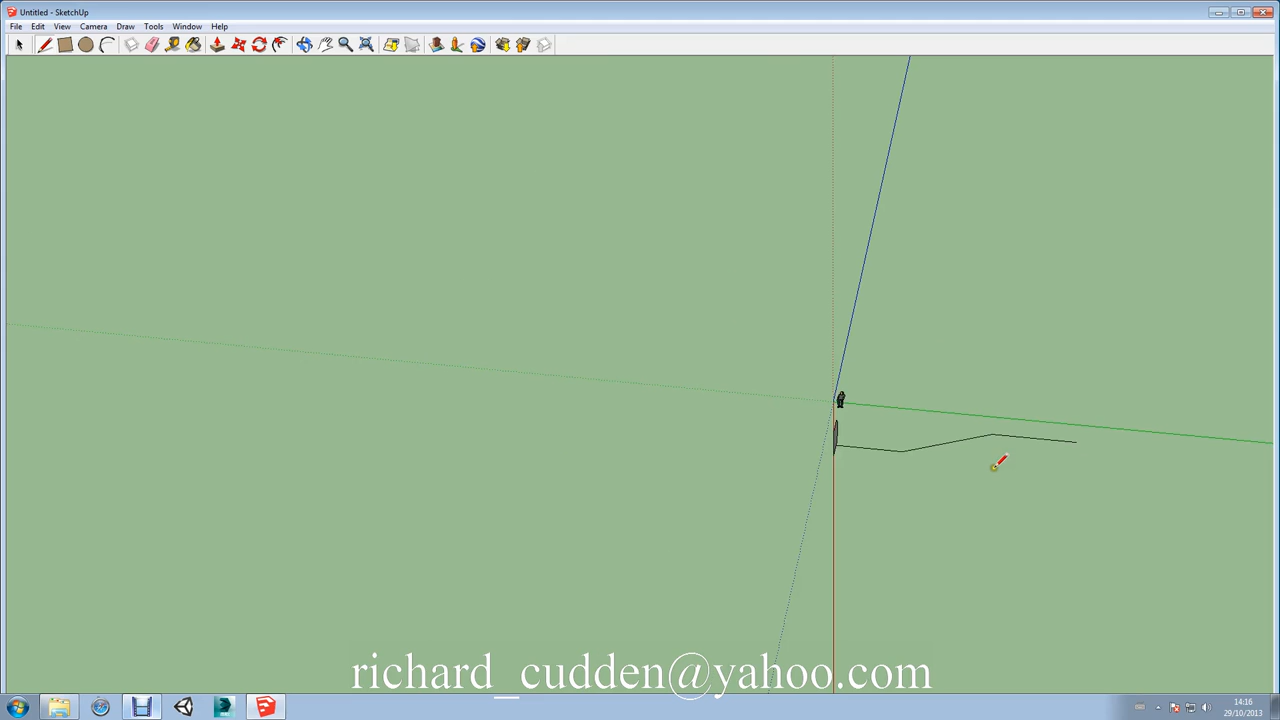 Untitled - SketchUp
File Edit View Camera Draw Tools Window Help
richard_cudden@yahoo.com
14:16
29/10/2013